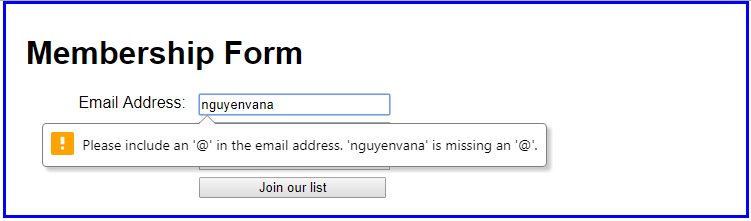 Membership Form
Email Address: nguyenvana
Please include an '@' in the email address. 'nguyenvana' is missing an '@'.
Join our list